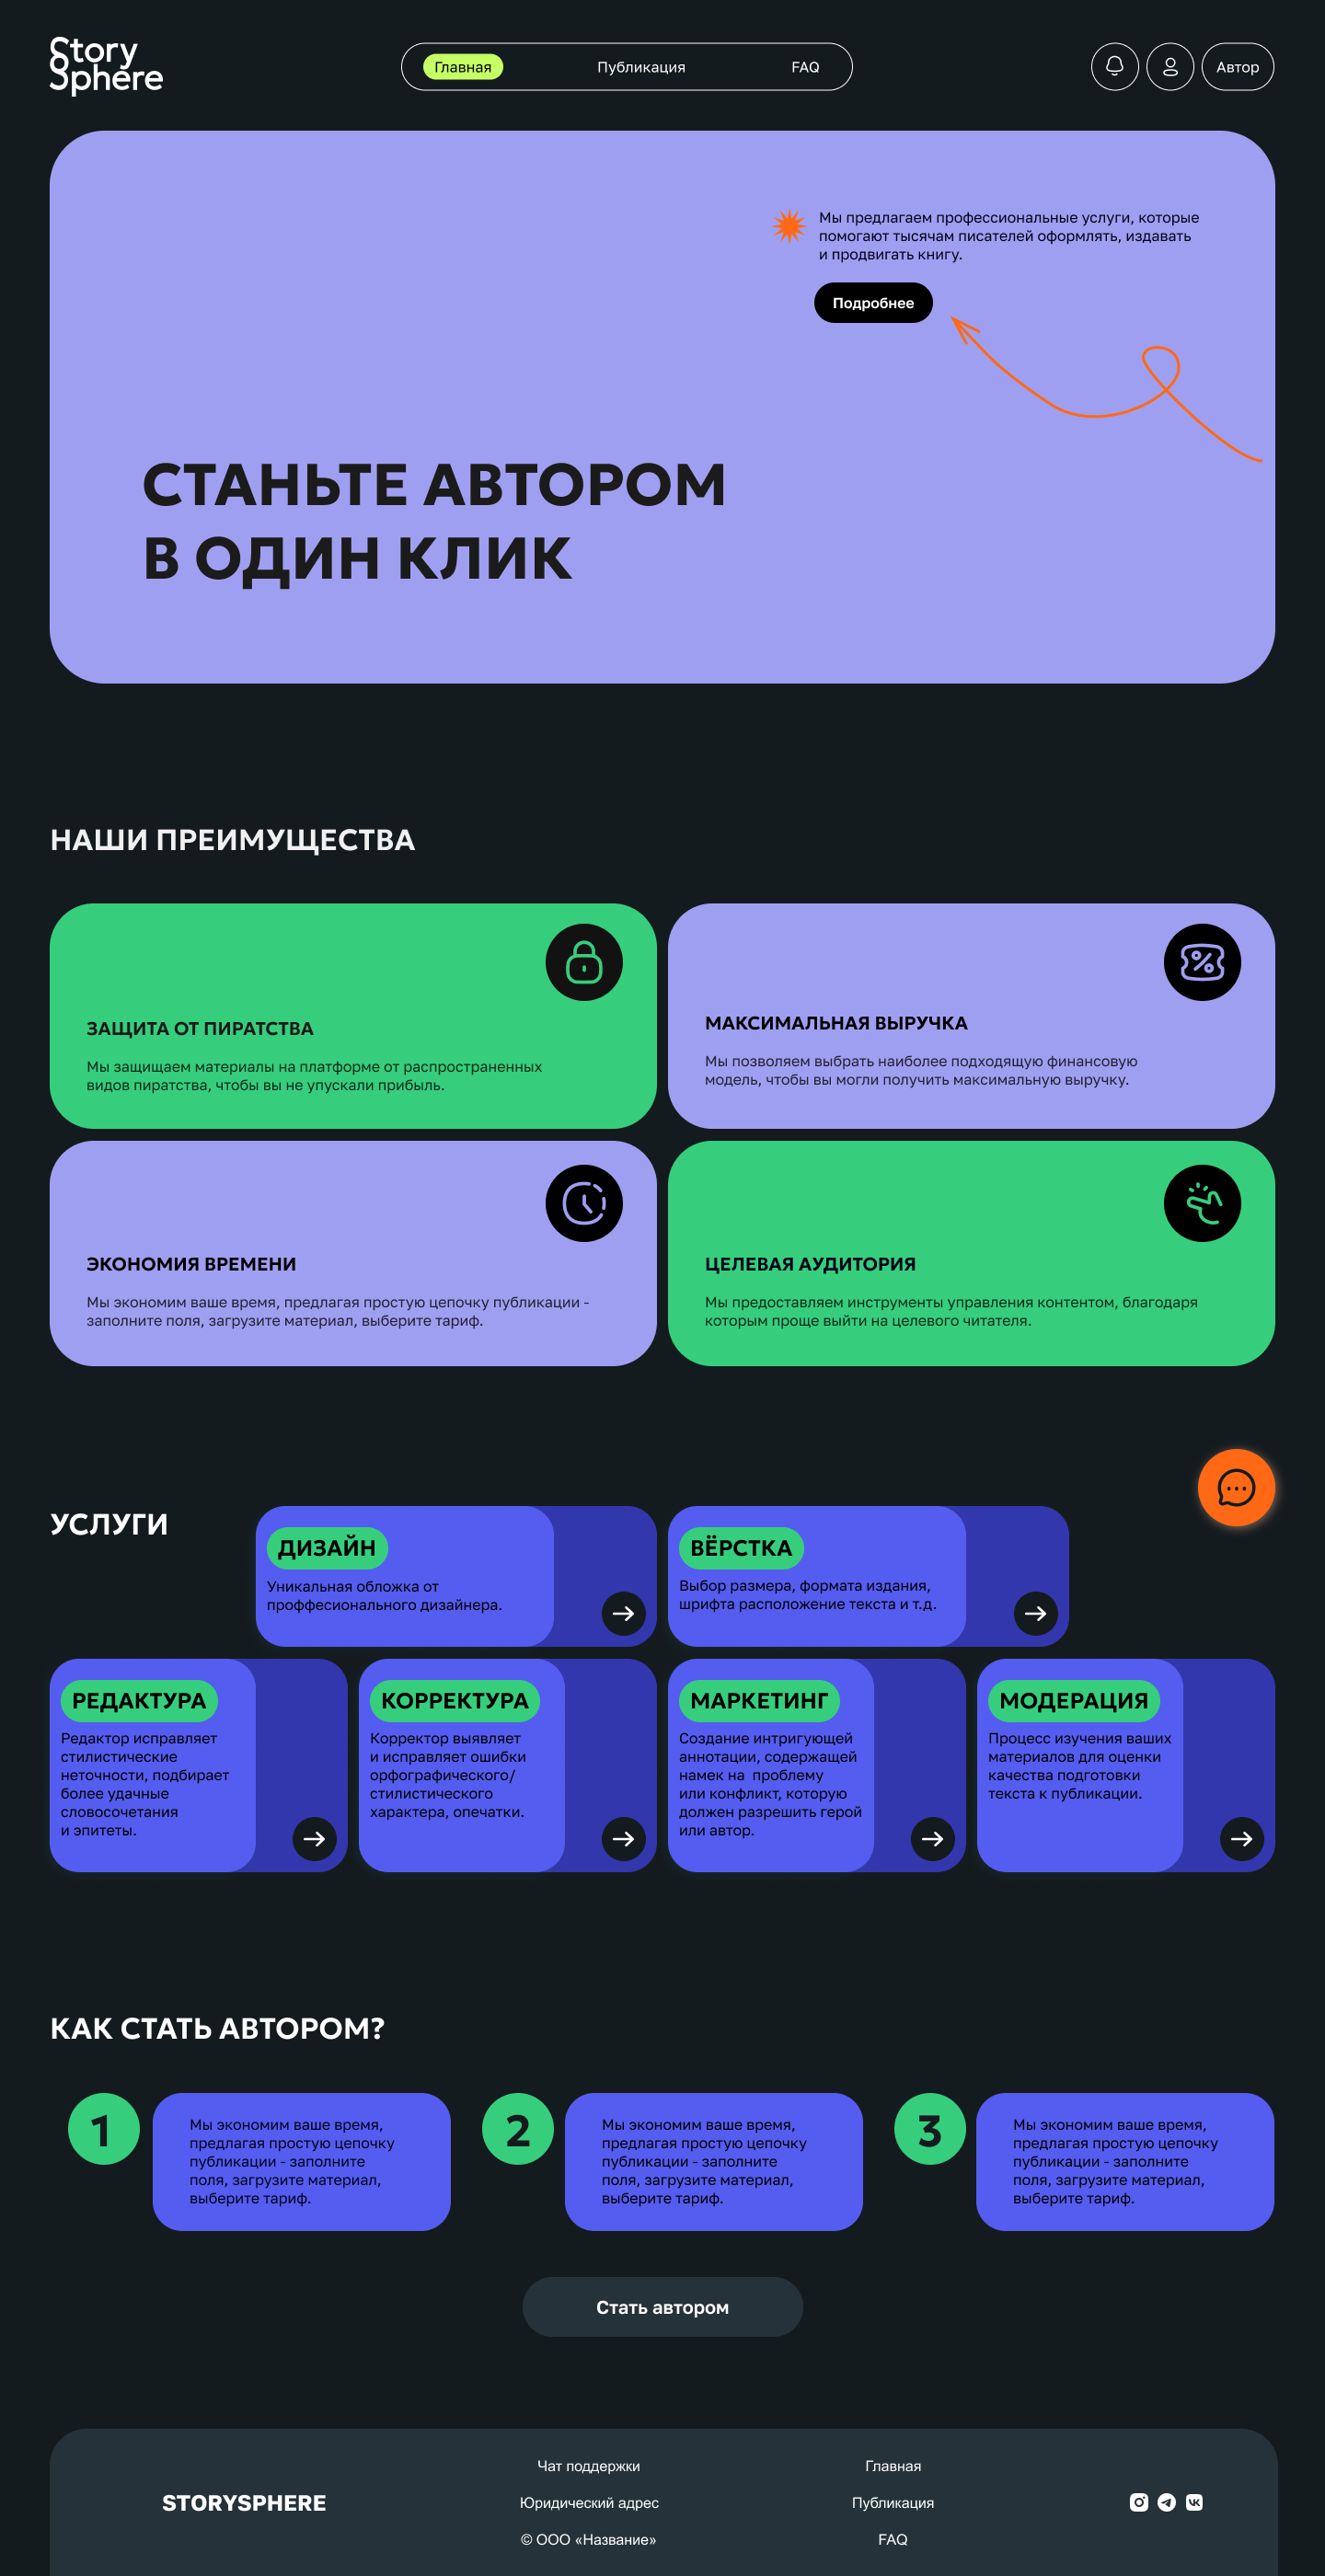 Story
Sphere
Главная
Публикация
FAQ
Автор
Мы предлагаем профессиональные услуги, которые
помогают тысячам писателей оформлять, издавать
и продвигать книгу.
Подробнее
СТАНЬТЕ АВТОРОМ
В ОДИН КЛИК
НАШИ ПРЕИМУЩЕСТВА
ЗАЩИТА ОТ ПИРАТСТВА
Мы защищаем материалы на платформе от распространенных
видов пиратства, чтобы вы не упускали прибыль.
МАКСИМАЛЬНАЯ ВЫРУЧКА
Мы позволяем выбрать наиболее подходящую финансовую
модель, чтобы вы могли получить максимальную выручку.
ЭКОНОМИЯ ВРЕМЕНИ
Мы экономим ваше время, предлагая простую цепочку публикации -
заполните поля, загрузите материал, выберите тариф.
ЦЕЛЕВАЯ АУДИТОРИЯ
Мы предоставляем инструменты управления контентом, благодаря
которым проще выйти на целевого читателя.
УСЛУГИ
ДИЗАЙН
Уникальная обложка от
проффесионального дизайнера.
ВЁРСТКА
Выбор размера, формата издания,
шрифта расположение текста и т.д.
РЕДАКТУРА
Редактор исправляет
стилистические
неточности, подбирает
более удачные
словосочетания
и эпитеты.
КОРРЕКТУРА
Корректор выявляет
и исправляет ошибки
орфографического/
стилистического
характера, опечатки.
МАРКЕТИНГ
Создание интригующей
аннотации, содержащей
намек на проблему
или конфликт, которую
должен разрешить герой
или автор.
МОДЕРАЦИЯ
Процесс изучения ваших
материалов для оценки
качества подготовки
текста к публикации.
КАК СТАТЬ АВТОРОМ?
1
Мы экономим ваше время,
предлагая простую цепочку
публикации - заполните
поля, загрузите материал,
выберите тариф.
2
Мы экономим ваше время,
предлагая простую цепочку
публикации - заполните
поля, загрузите материал,
выберите тариф.
3
Мы экономим ваше время,
предлагая простую цепочку
публикации - заполните
поля, загрузите материал,
выберите тариф.
Стать автором
STORYSPHERE
Чат поддержки
Юридический адрес
© ООО «Название»
Главная
Публикация
FAQ